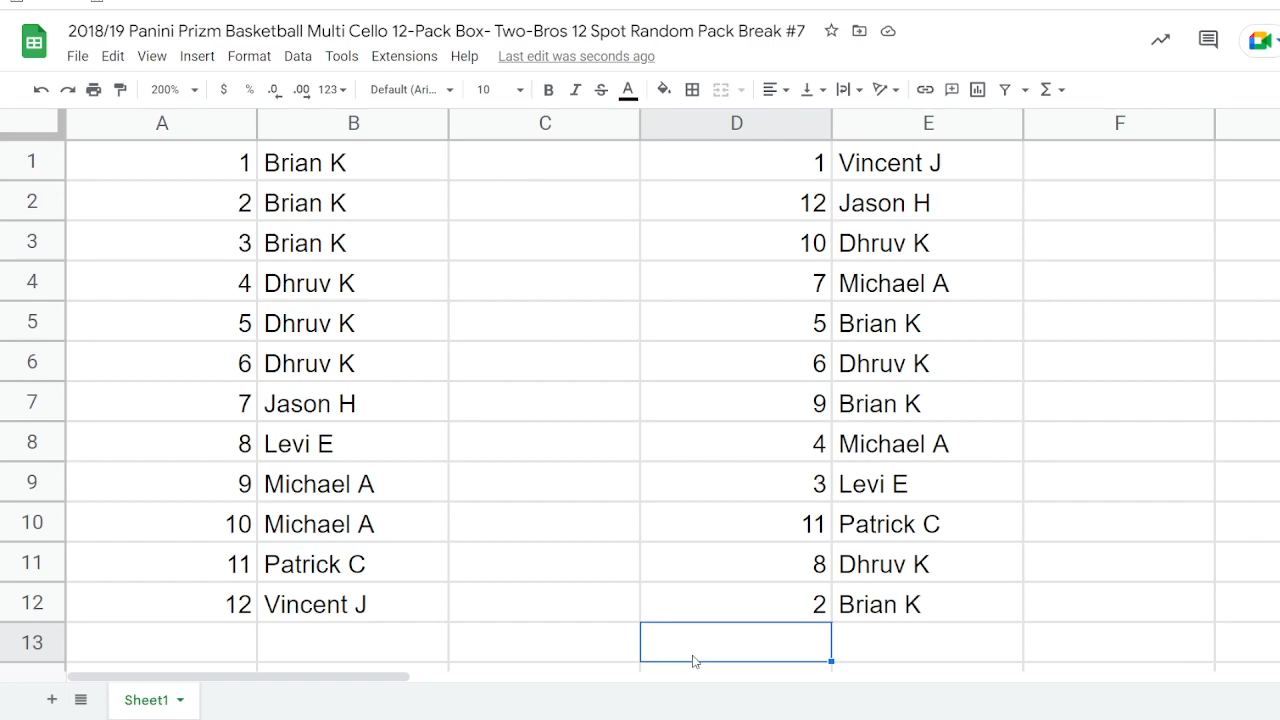 2018/19 Panini Prizm Basketball Multi Cello 12-Pack Box- Two-Bros 12 Spot Random PackBreak #7
File Edit View Insert Format Data Tools Extensions Help Last edit was seconds ago
200% $ % .0 .00 123 Default (Ari... 10 B I S A
A B C D E F
1 1 Brian K 1 Vincent J
2 2 Brian K 12 Jason H
3 3 Brian K 10 Dhruv K
4 4 Dhruv K 7 Michael A
5 5 Dhruv K 5 Brian K
6 6 Dhruv K 6 Dhruv K
7 7 Jason H 9 Brian K
8 8 Levi E 4 Michael A
9 9 Michael A 3 Levi E
10 10 Michael A 11 Patrick C
11 11 Patrick C 8 Dhruv K
12 12 Vincent J 2 Brian K
13
Sheet1